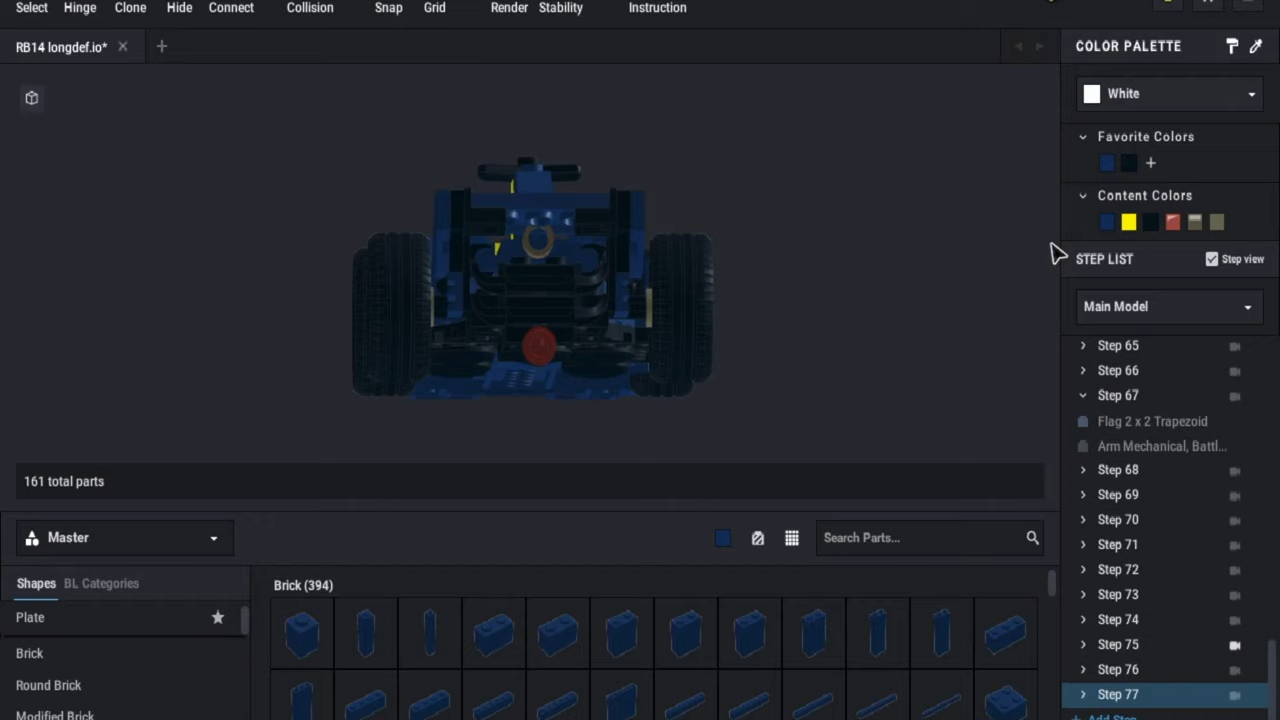 Select Hinge Clone Hide Connect Collision Snap Grid Render Stability Instruction
RB14 longdef.io*
COLOR PALETTE
White
Favorite Colors
Content Colors
STEP LIST
Step view
Main Model
Step 65
Step 66
Step 67
Flag 2 x 2 Trapezoid
Arm Mechanical, Battl...
Step 68
Step 69
Step 70
Step 71
Step 72
Step 73
Step 74
Step 75
Step 76
Step 77
Add Step
161 total parts
Master
Search Parts...
Shapes BL Categories
Plate
Brick
Round Brick
Modified Brick
Brick (394)